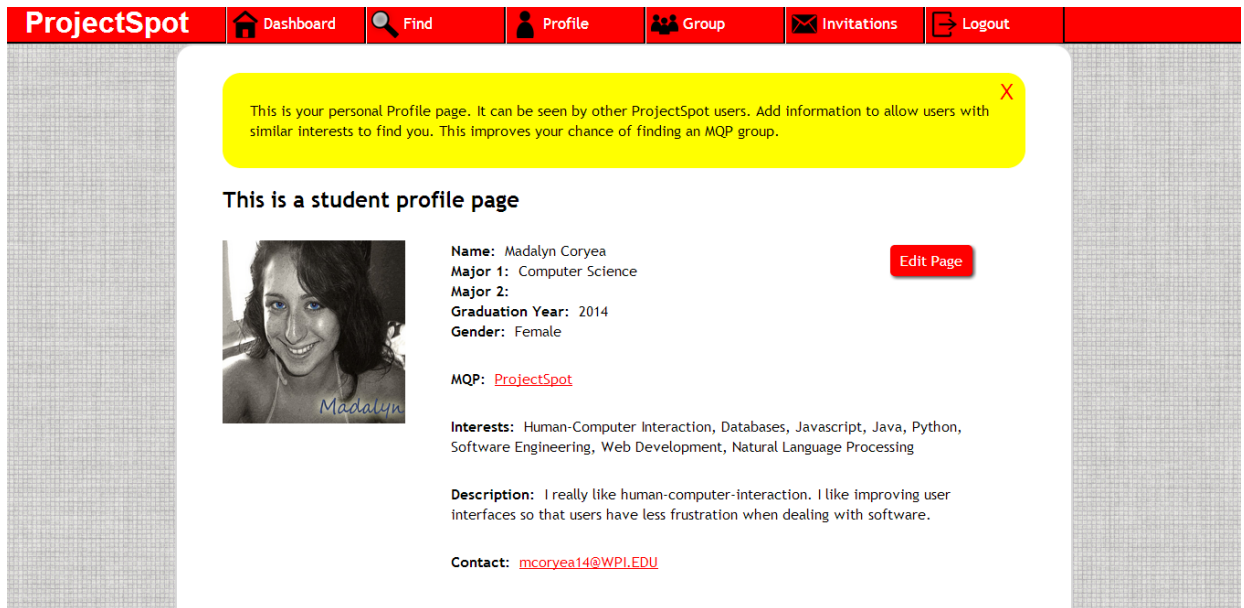 ProjectSpot Dashboard Find Profile Group Invitations Logout
This is your personal Profile page. It can be seen by other ProjectSpot users. Add information to allow users with X
similar interests to find you. This improves your chance of finding an MQP group.
This is a student profile page
Name: Madalyn Coryea
Edit Page
Major 1: Computer Science
Major 2:
Graduation Year: 2014
Gender: Female
MQP: ProjectSpot
Madalyn
Interests: Human-Computer Interaction, Databases, Javascript, Java, Python,
Software Engineering, Web Development, Natural Language Processing
Description: I really like human-computer-interaction. I like improving user
interfaces so that users have less frustration when dealing with software.
Contact: mcoryea14@WPI.EDU